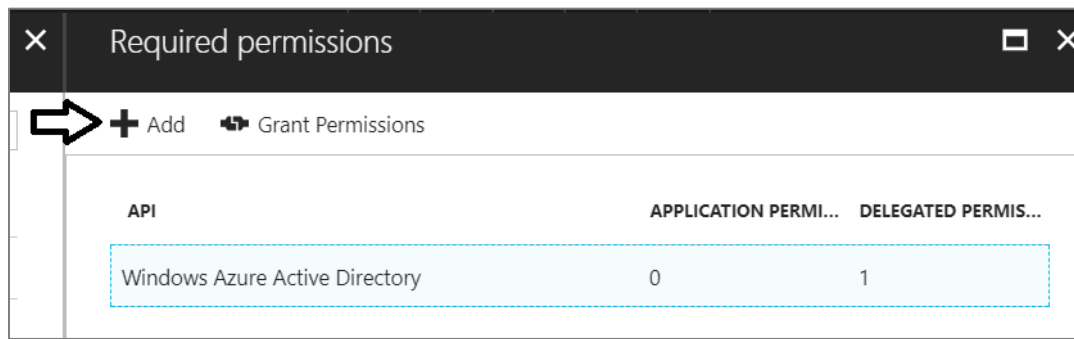 Required permissions
Add Grant Permissions
API APPLICATION PERMI... DELEGATED PERMIS...
Windows Azure Active Directory 0 1